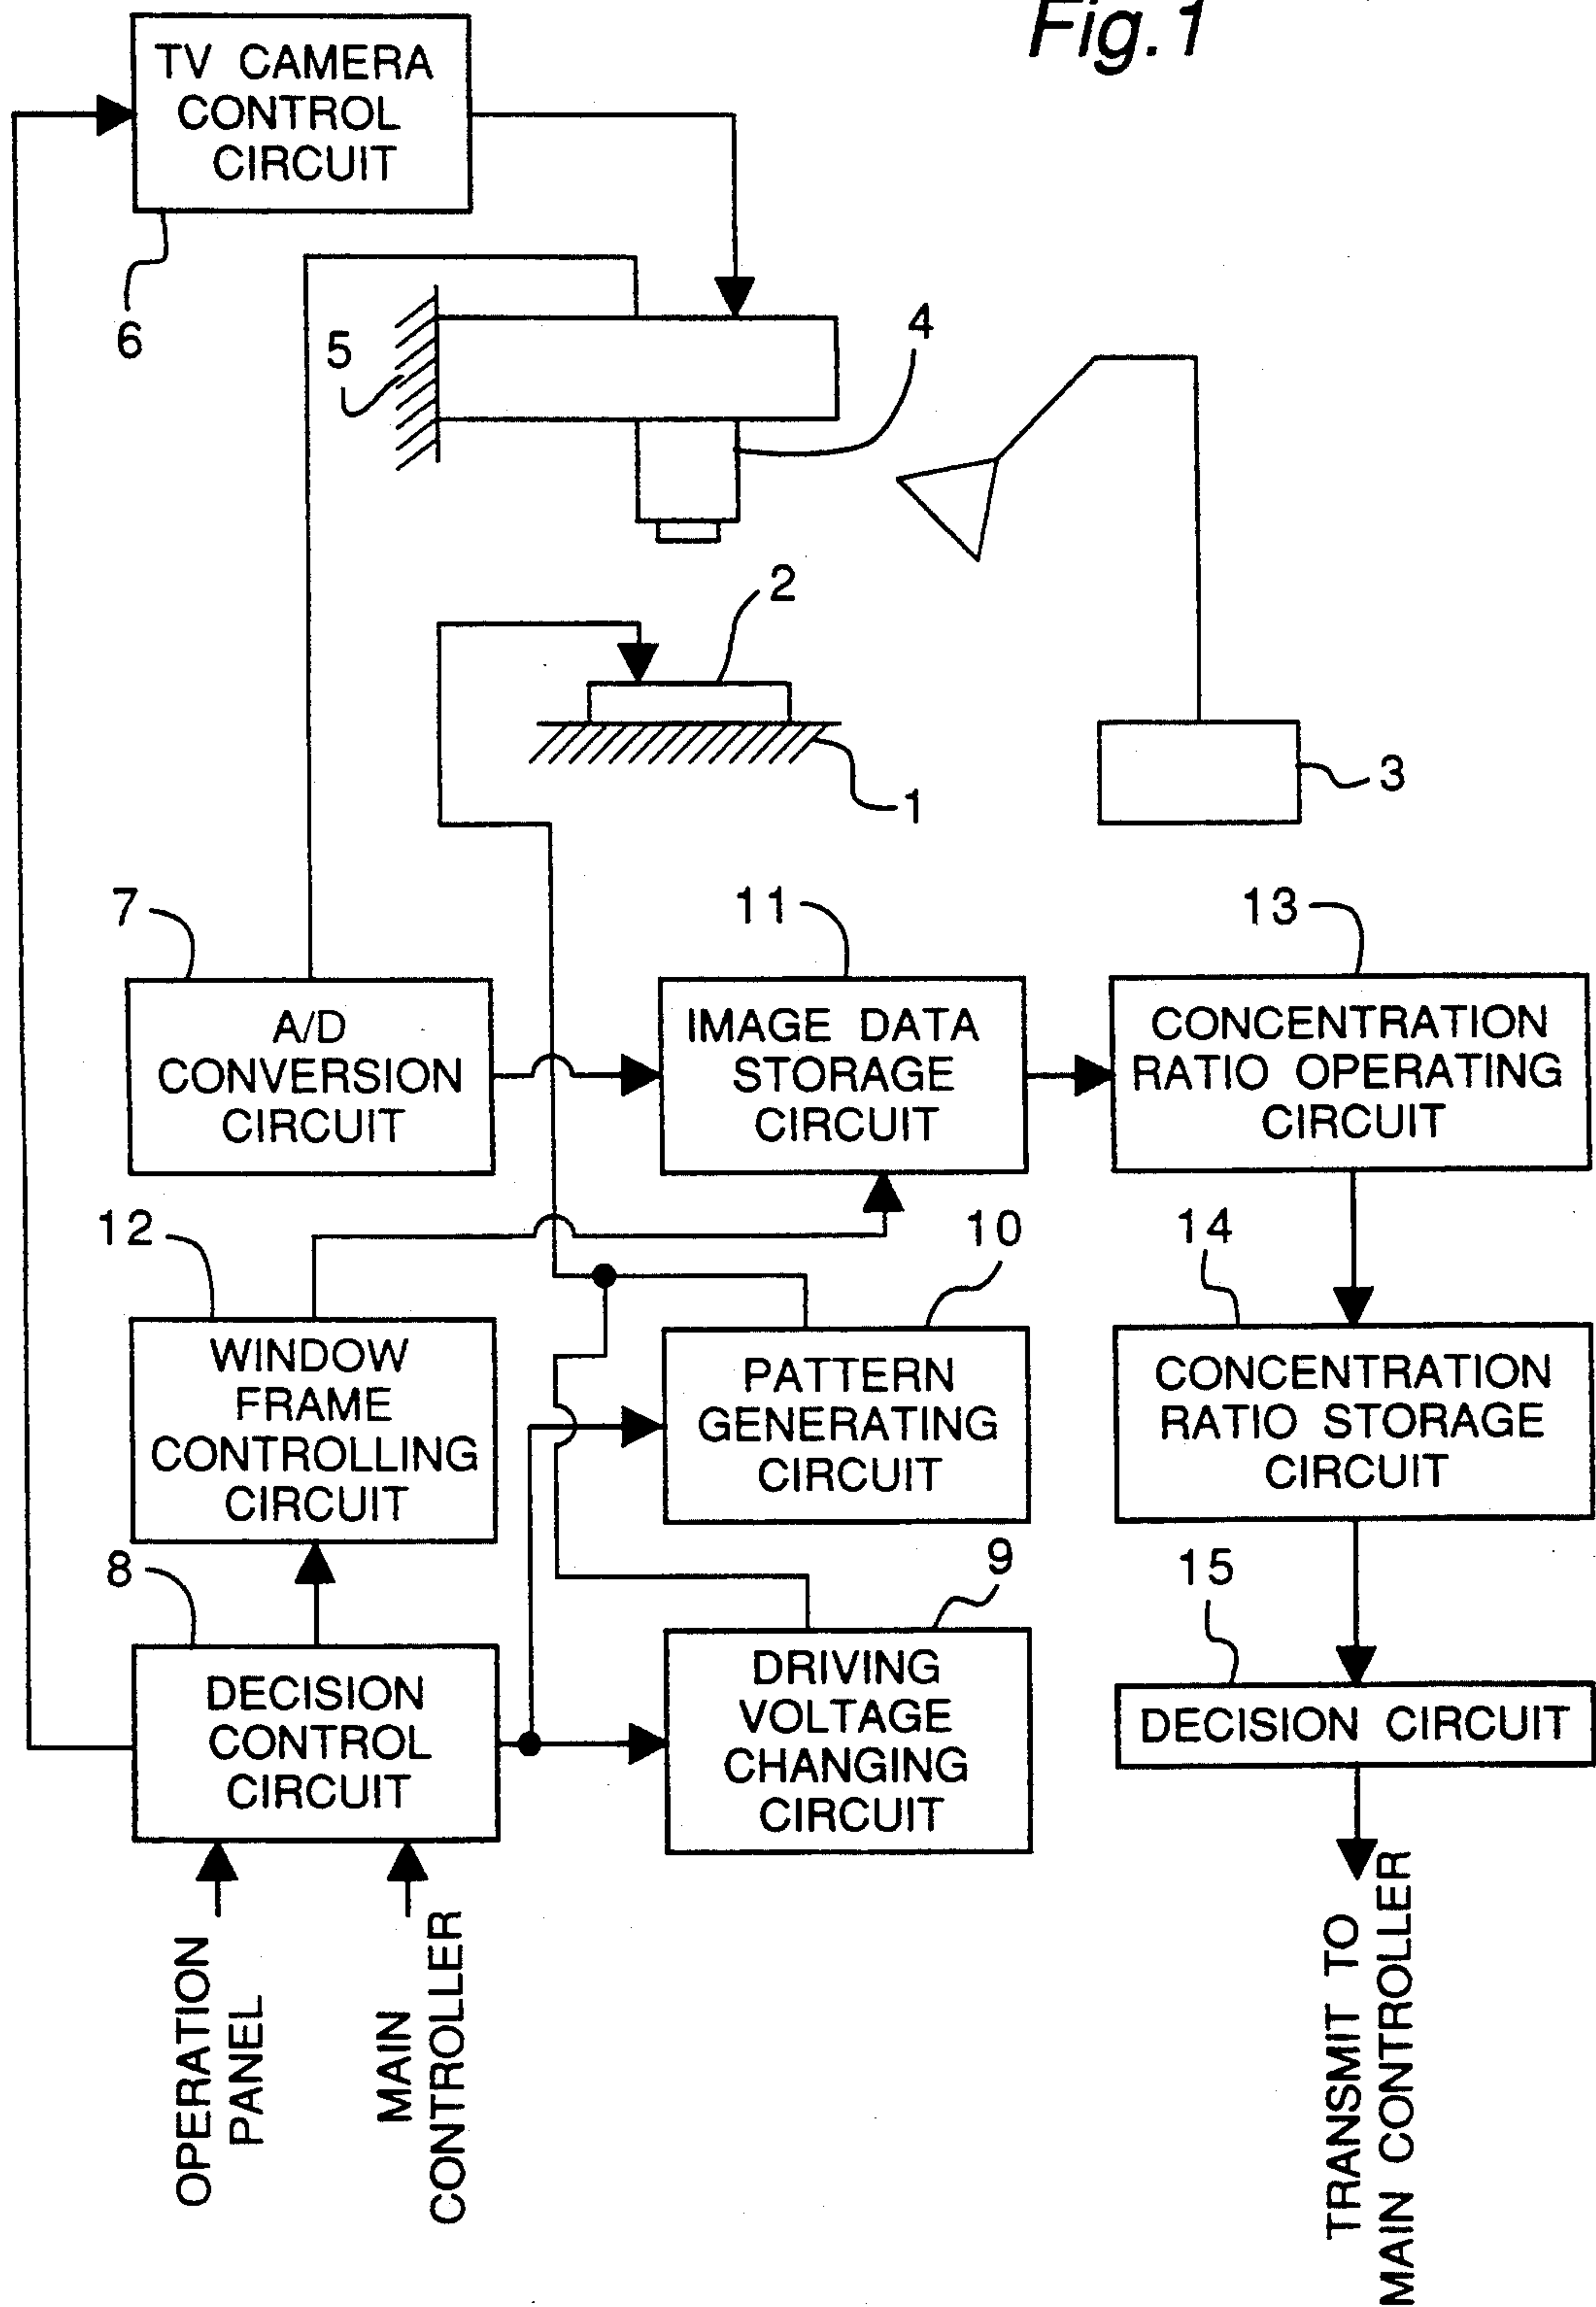 Fig.1
TV CAMERA
CONTROL
CIRCUIT
6
5
4
2
1
3
7
11
13
A/D
CONVERSION
CIRCUIT
IMAGE DATA
STORAGE
CIRCUIT
CONCENTRATION
RATIO OPERATING
CIRCUIT
12
10
14
WINDOW
FRAME
CONTROLLING
CIRCUIT
PATTERN
GENERATING
CIRCUIT
CONCENTRATION
RATIO STORAGE
CIRCUIT
8
9
15
DECISION
CONTROL
CIRCUIT
DRIVING
VOLTAGE
CHANGING
CIRCUIT
DECISION CIRCUIT
OPERATION
PANEL
MAIN
CONTROLLER
TRANSMIT TO
MAIN CONTROLLER